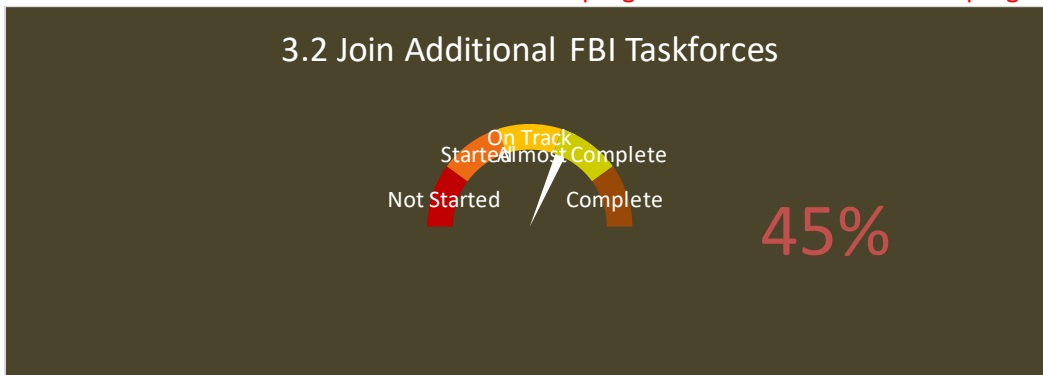 3.2 Join Additional FBI Taskforces
On Track
Started
Almost Complete
Not Started
Complete
45%